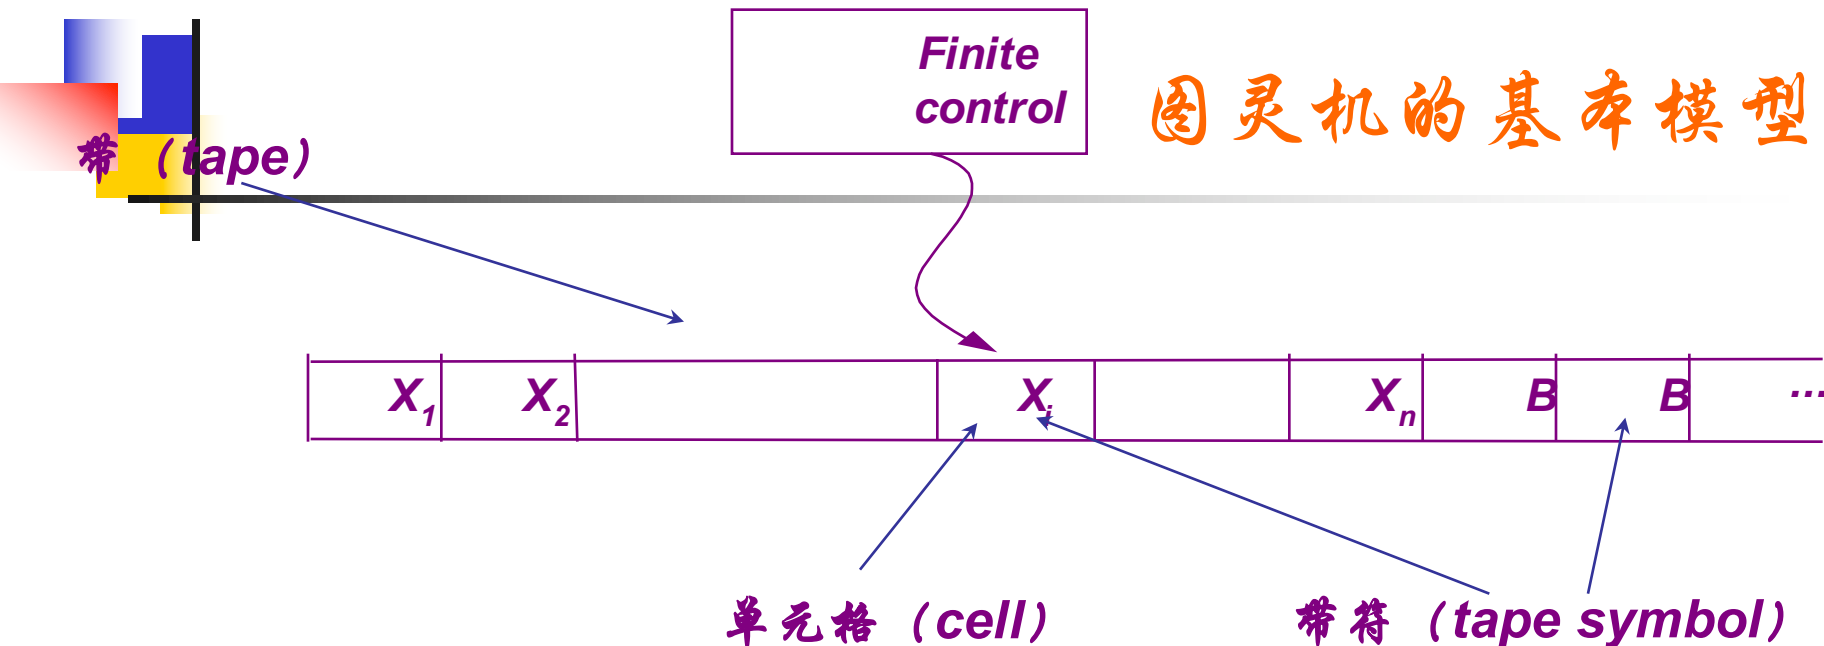 Finite
control
图灵机的基本模型
带（tape）
X1 X2 Xi Xn B B ...
单元格（cell）
带符（tape symbol）